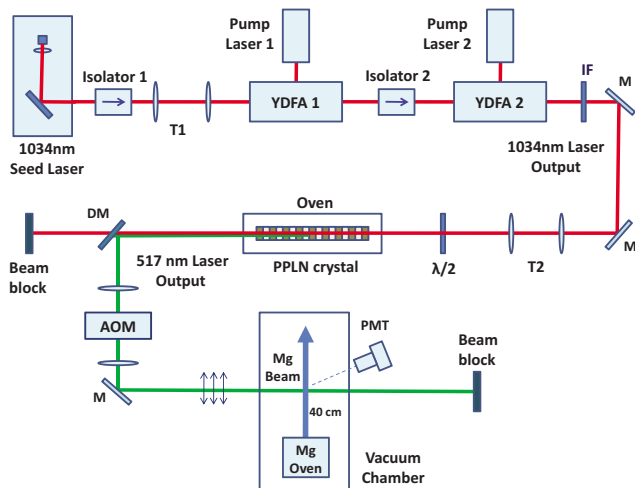 Pump
Laser 1
Pump
Laser 2
Isolator 1
Isolator 2
IF
M
YDFA 1
YDFA 2
T1
1034nm
Seed Laser
1034nm Laser
Output
Oven
DM
M
Beam
block
517 nm Laser
Output
PPLN crystal
λ/2
T2
AOM
PMT
Mg
Beam
Beam
block
M
40 cm
Mg
Oven
Vacuum
Chamber